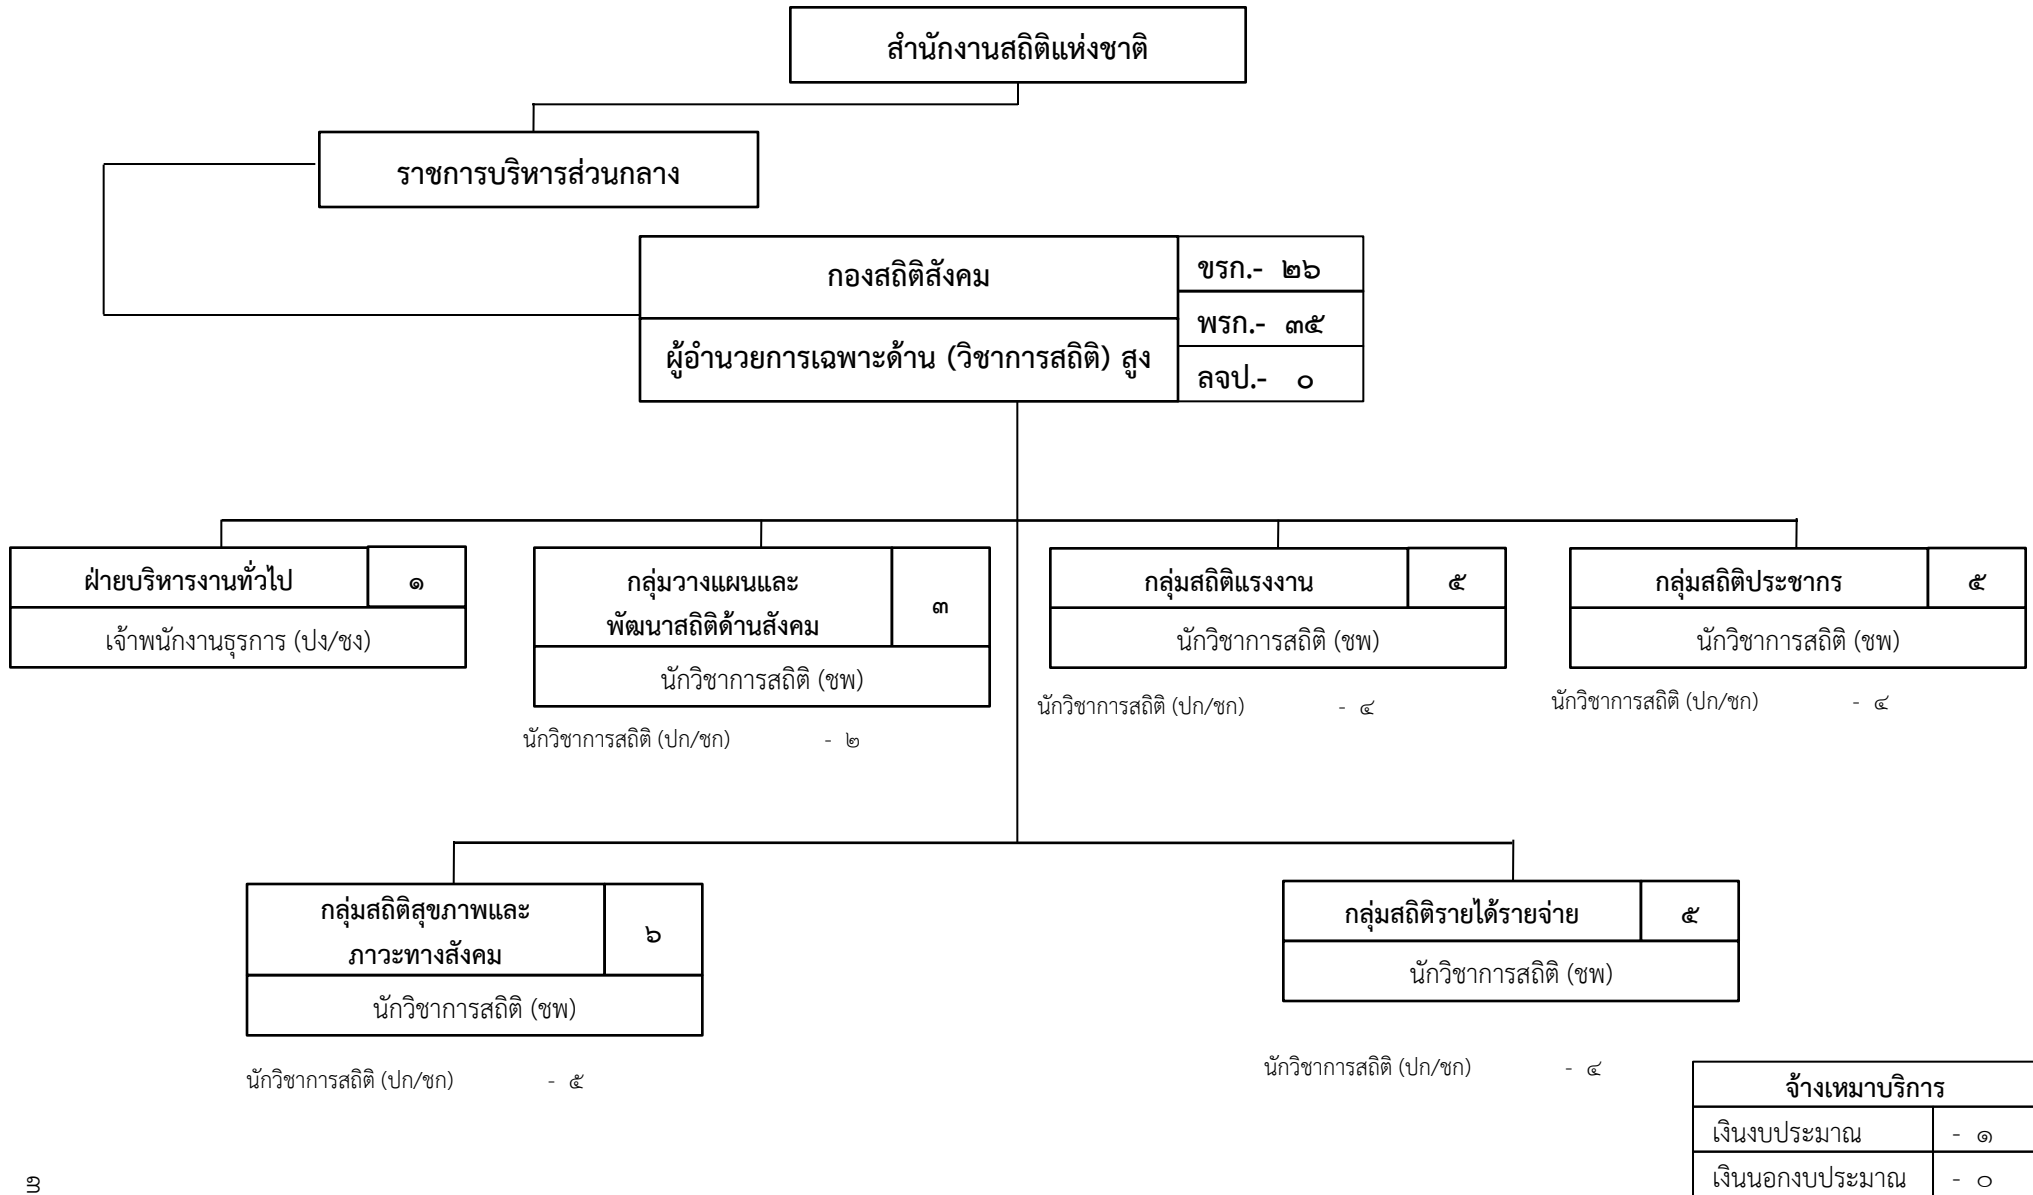 สำนักงานสถิติแห่งชาติ
ราชการบริหารส่วนกลาง
กองสถิติสังคม
ขรก.- ๒๖
พรก.- ๓๕
ผู้อำนวยการเฉพาะด้าน (วิชาการสถิติ) สูง
ลจป.- ๐
ฝ่ายบริหารงานทั่วไป ๑
เจ้าพนักงานธุรการ (ปง/ชง)
กลุ่มวางแผนและ
พัฒนาสถิติด้านสังคม
๓
นักวิชาการสถิติ (ชพ)
นักวิชาการสถิติ (ปก/ชก) - ๒
กลุ่มสถิติแรงงาน ๕
นักวิชาการสถิติ (ชพ)
นักวิชาการสถิติ (ปก/ชก) - ๔
กลุ่มสถิติประชากร ๕
นักวิชาการสถิติ (ชพ)
นักวิชาการสถิติ (ปก/ชก) - ๔
กลุ่มสถิติสุขภาพและ
ภาวะทางสังคม
๖
นักวิชาการสถิติ (ชพ)
นักวิชาการสถิติ (ปก/ชก) - ๕
กลุ่มสถิติรายได้รายจ่าย ๕
นักวิชาการสถิติ (ชพ)
นักวิชาการสถิติ (ปก/ชก) - ๔
จ้างเหมาบริการ
เงินงบประมาณ - ๑
เงินนอกงบประมาณ - ๐
๓